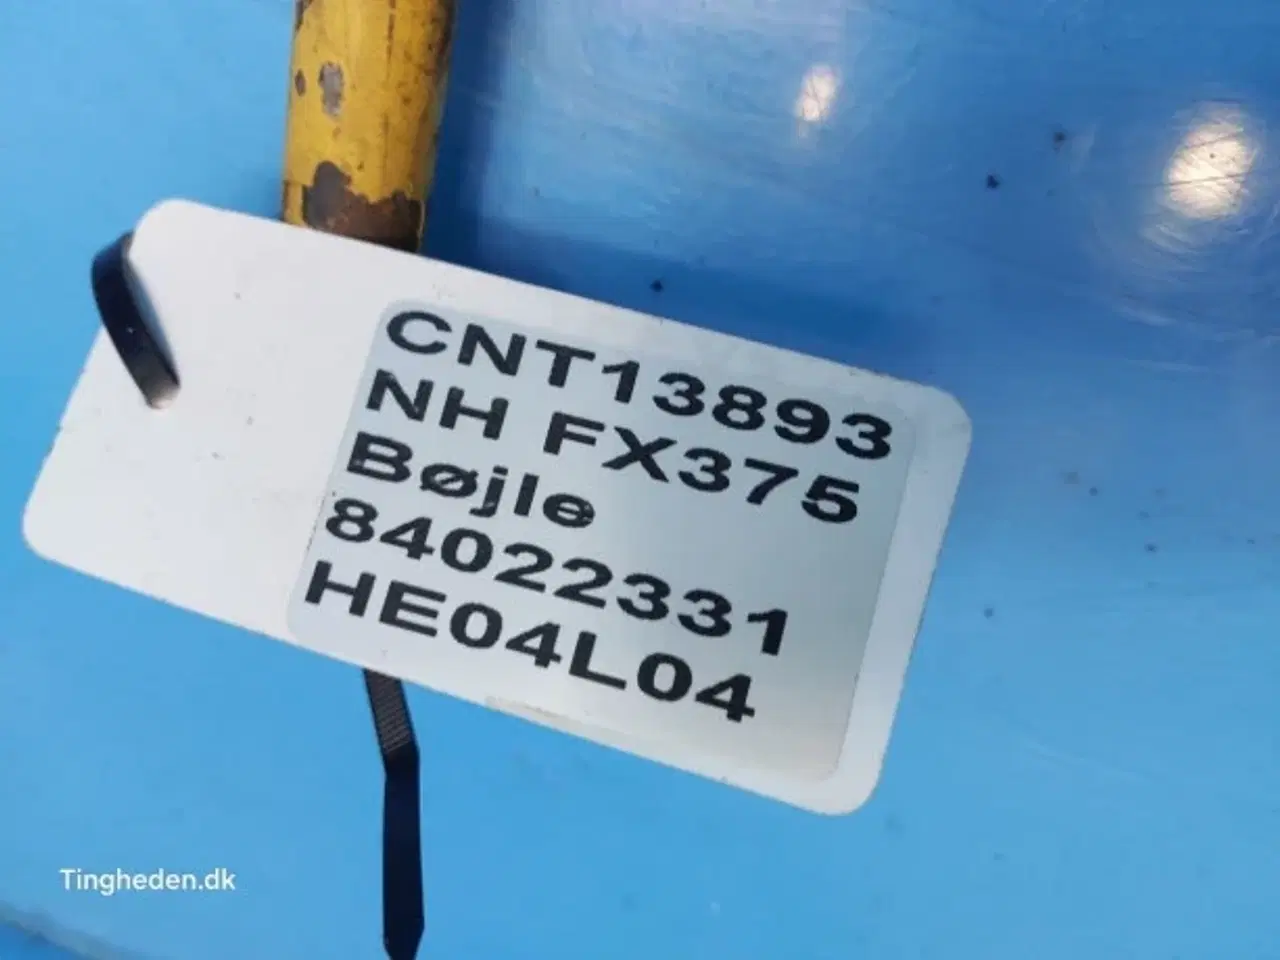 CNT13893
NH FX375
Bøjle
84022331
HE04L04
Tingheden.dk